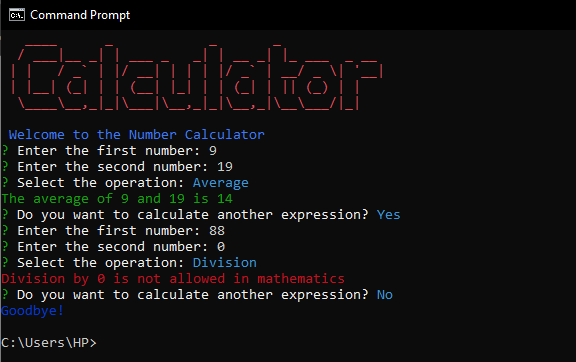 Command Prompt
Calculator
Welcome to the Number Calculator
? Enter the first number: 9
? Enter the second number: 19
? Select the operation: Average
The average of 9 and 19 is 14
? Do you want to calculate another expression? Yes
? Enter the first number: 88
? Enter the second number: 0
? Select the operation: Division
Division by 0 is not allowed in mathematics
? Do you want to calculate another expression? No
Goodbye!
C:\Users\HP>